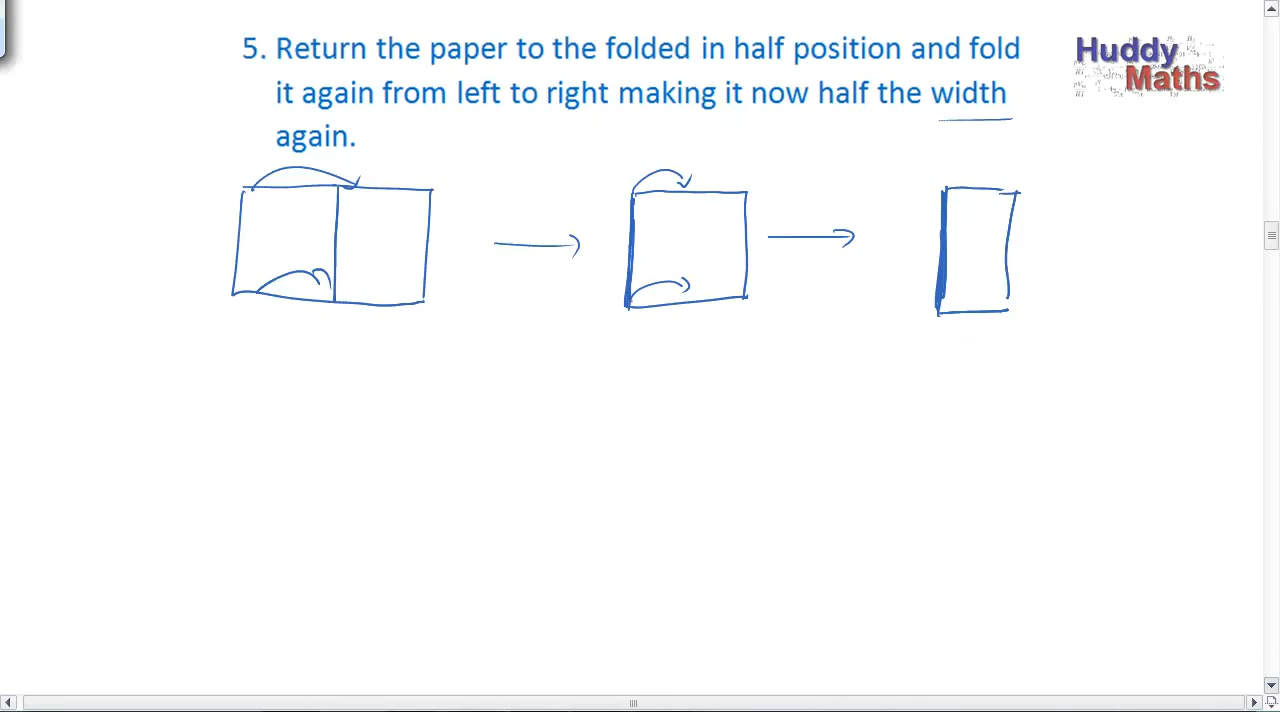 5. Return the paper to the folded in half position and fold
it again from left to right making it now half the width
again.
Huddy
Maths